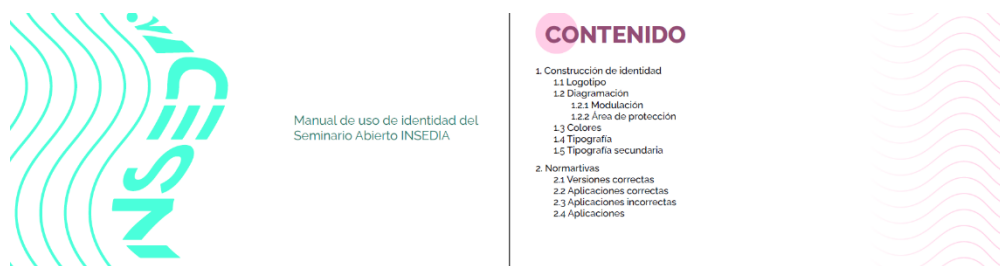 Manual de uso de identidad del
Seminario Abierto INSEDIA
CONTENIDO
1. Construcción de identidad
1.1 Logotipo
1.2 Diagramación
1.2.1 Modulación
1.2.2 Área de protección
1.3 Colores
1.4 Tipografía
1.5 Tipografía secundaria
2. Normartivas
2.1 Versiones correctas
2.2 Aplicaciones correctas
2.3 Aplicaciones incorrectas
2.4 Aplicaciones